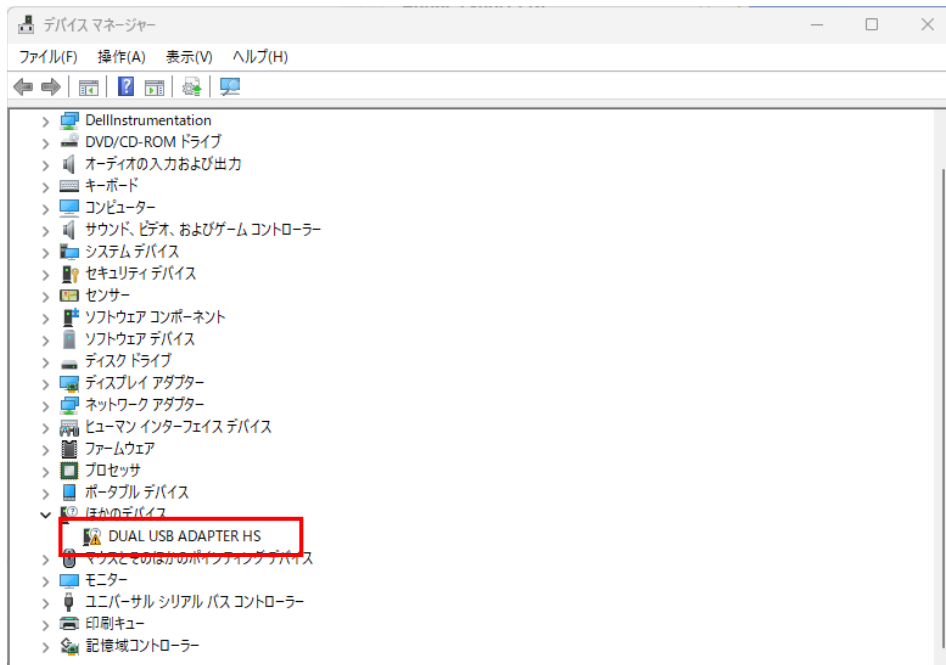 デバイス マネージャー
ファイル(F) 操作(A) 表示(V) ヘルプ(H)
DellInstrumentation
DVD/CD-ROM ドライブ
オーディオの入力および出力
キーボード
コンピューター
サウンド、ビデオ、およびゲーム コントローラー
システム デバイス
セキュリティ デバイス
センサー
ソフトウェア コンポーネント
ソフトウェア デバイス
ディスク ドライブ
ディスプレイ アダプター
ネットワーク アダプター
ヒューマン インターフェイス デバイス
ファームウェア
プロセッサ
ポータブル デバイス
ほかのデバイス
DUAL USB ADAPTER HS
マウスとそのほかのポインティング デバイス
モニター
ユニバーサル シリアル バス コントローラー
印刷キュー
記憶域コントローラー